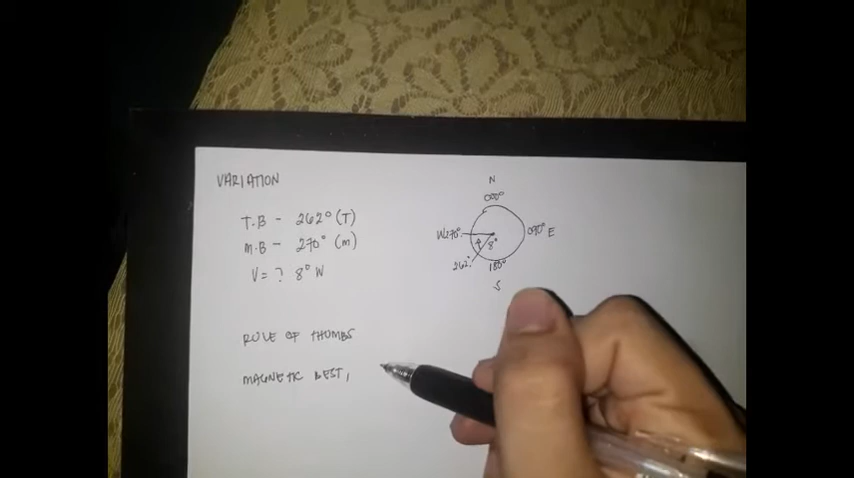 VARIATION
T.B - 262° (T)
M.B - 270° (m)
V = ? 8° W
RULE OF THUMBS
MAGNETIC BEST,
N
000°
W 270°
090° E
8°
262°
180°
S